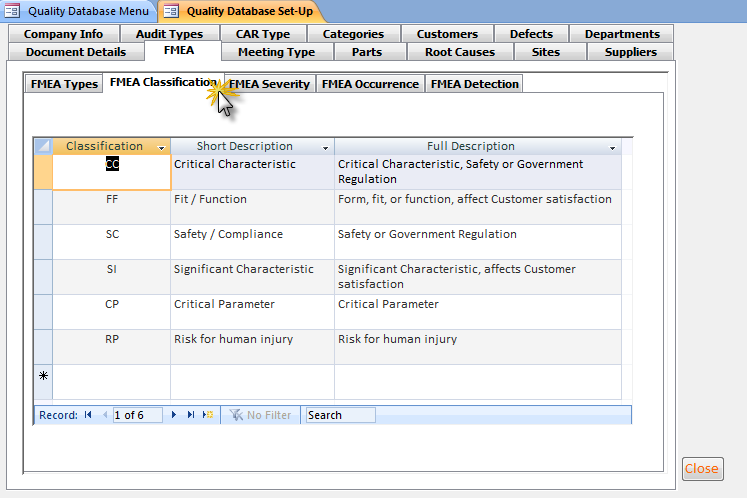 Quality Database Menu Quality Database Set-Up
Company Info Audit Types CAR Type Categories Customers Defects Departments
Document Details FMEA Meeting Type Parts Root Causes Sites Suppliers
FMEA Types FMEA Classification FMEA Severity FMEA Occurrence FMEA Detection
Classification Short Description Full Description
CC Critical Characteristic Critical Characteristic, Safety or Government
Regulation
FF Fit / Function Form, fit, or function, affect Customer satisfaction
SC Safety / Compliance Safety or Government Regulation
SI Significant Characteristic Significant Characteristic, affects Customer
satisfaction
CP Critical Parameter Critical Parameter
RP Risk for human injury Risk for human injury
Record: 1 of 6 No Filter Search
Close